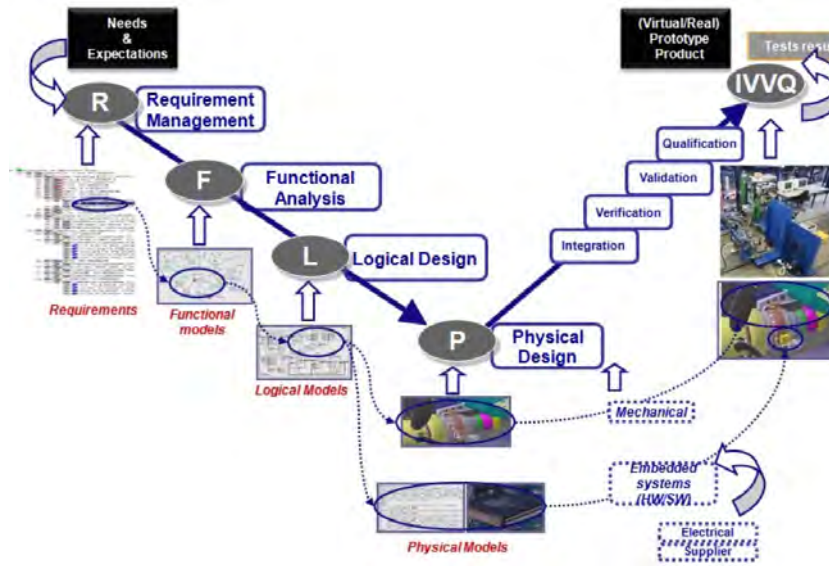 Needs
&
Expectations
(Virtual/Real)
Prototype
Product
Tests resu
R
Requirement
Management
IVVQ
Qualification
F
Functional
Analysis
Validation
Verification
L
Logical Design
Integration
Requirements
Functional
models
P
Physical
Design
Logical Models
Mechanical
Embedded
systems
(HW/SW)
Physical Models
Electrical
Supplier